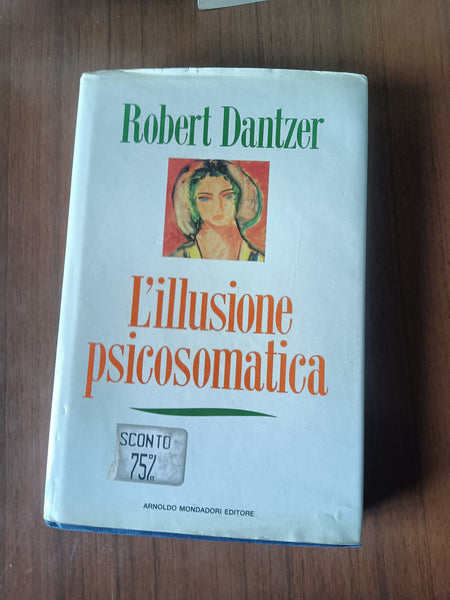 Robert Dantzer
L'illusione
psicosomatica
SCONTO
75%
ARNOLDO MONDADORI EDITORE